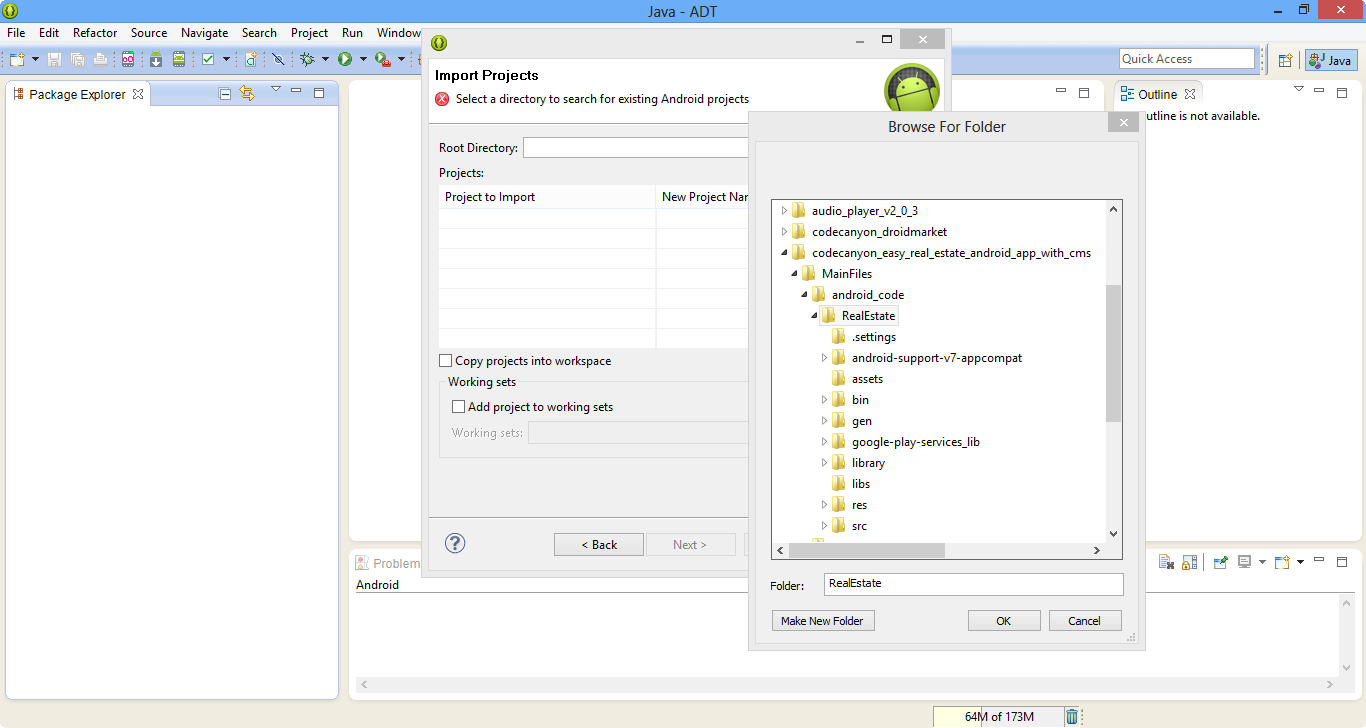 Java - ADT
File Edit Refactor Source Navigate Search Project Run Window
Quick Access
Java
Package Explorer
Import Projects
Select a directory to search for existing Android projects
Root Directory:
Projects:
Project to Import New Project Nar
Copy projects into workspace
Working sets
Add project to working sets
Working sets:
?
< Back
Next >
Browse For Folder
audio_player_v2_0_3
codecanyon_droidmarket
codecanyon_easy_real_estate_android_app_with_cms
MainFiles
android_code
RealEstate
.settings
android-support-v7-appcompat
assets
bin
gen
google-play-services_lib
library
libs
res
src
Folder: RealEstate
Make New Folder
OK
Cancel
Outline
utline is not available.
Problem
Android
64M of 173M